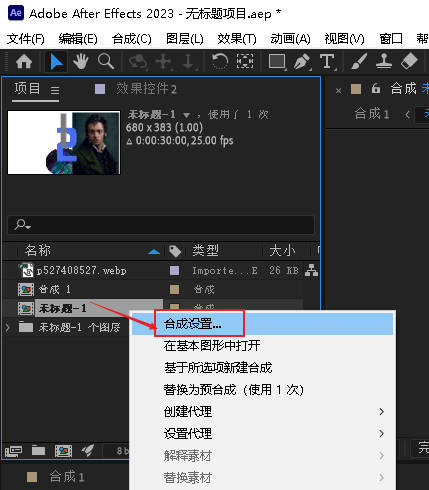 Ae Adobe After Effects 2023 - 无标题项目.aep *
文件(F) 编辑(E) 合成(C) 图层(L) 效果(T) 动画(A) 视图(V) 窗口 帮
项目 效果控件2 合成 未
未标题-1 ，使用了 1 次 合成1
680 x 383 (1.00)
△ 0:00:30:00, 25.00 fps
名称 类型 大小
p527408527.webp Importe...E 26 KB
合成 1 合成
未标题-1 合成
未标题-1 个图层
合成设置...
在基本图形中打开
基于所选项新建合成
替换为预合成（使用 1 次）
创建代理
设置代理
解释素材
替换素材
8 b
完
合成1